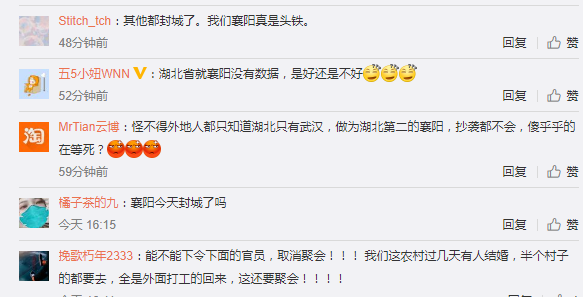 Stitch_tch：其他都封城了。我们襄阳真是头铁。
48分钟前
回复 赞
五5小妞WNN：湖北省就襄阳没有数据，是好还是不好
52分钟前
回复 赞
淘
MrTian云博：怪不得外地人都只知道湖北只有武汉，做为湖北第二的襄阳，抄袭都不会，傻乎乎的
在等死？
59分钟前
回复 赞
橘子茶的九：襄阳今天封城了吗
今天 16:15
回复 赞
挽歌朽年2333：能不能下令下面的官员，取消聚会！！！ 我们这农村过几天有人结婚，半个村子
的都要去，全是外面打工的回来，这还要聚会！！！！